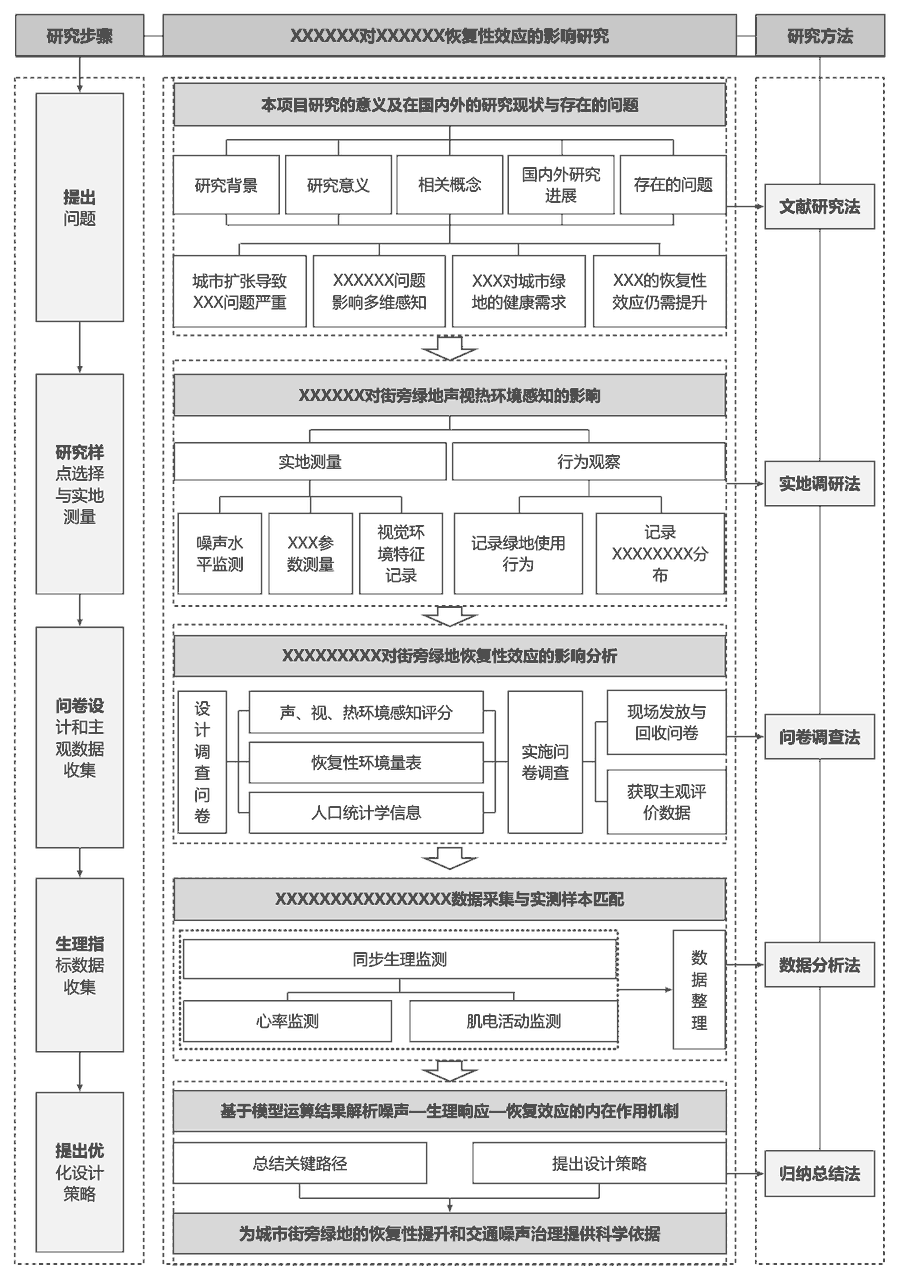 研究步骤
XXXXXX对XXXXXX恢复性效应的影响研究
研究方法
提出
问题
本项目研究的意义及在国内外的研究现状与存在的问题
研究背景
研究意义
相关概念
国内外研究
进展
存在的问题
城市扩张导致
XXX问题严重
XXXXXX问题
影响多维感知
XXX对城市绿
地的健康需求
XXX的恢复性
效应仍需提升
文献研究法
研究样
点选择
与实地
测量
XXXXXX对街旁绿地声视热环境感知的影响
实地测量
行为观察
噪声水
平监测
XXX参
数测量
视觉环
境特征
记录
记录绿地使用
行为
记录
XXXXXXXX分
布
实地调研法
问卷设
计和主
观数据
收集
XXXXXXXXX对街旁绿地恢复性效应的影响分析
设
计
调
查
问
卷
声、视、热环境感知评分
恢复性环境量表
人口统计学信息
实施问
卷调查
现场发放与
回收问卷
获取主观评
价数据
问卷调查法
生理指
标数据
收集
XXXXXXXXXXXXXXXX数据采集与实测样本匹配
同步生理监测
心率监测
肌电活动监测
数
据
整
理
数据分析法
提出优
化设计
策略
基于模型运算结果解析噪声—生理响应—恢复效应的内在作用机制
总结关键路径
提出设计策略
为城市街旁绿地的恢复性提升和交通噪声治理提供科学依据
归纳总结法